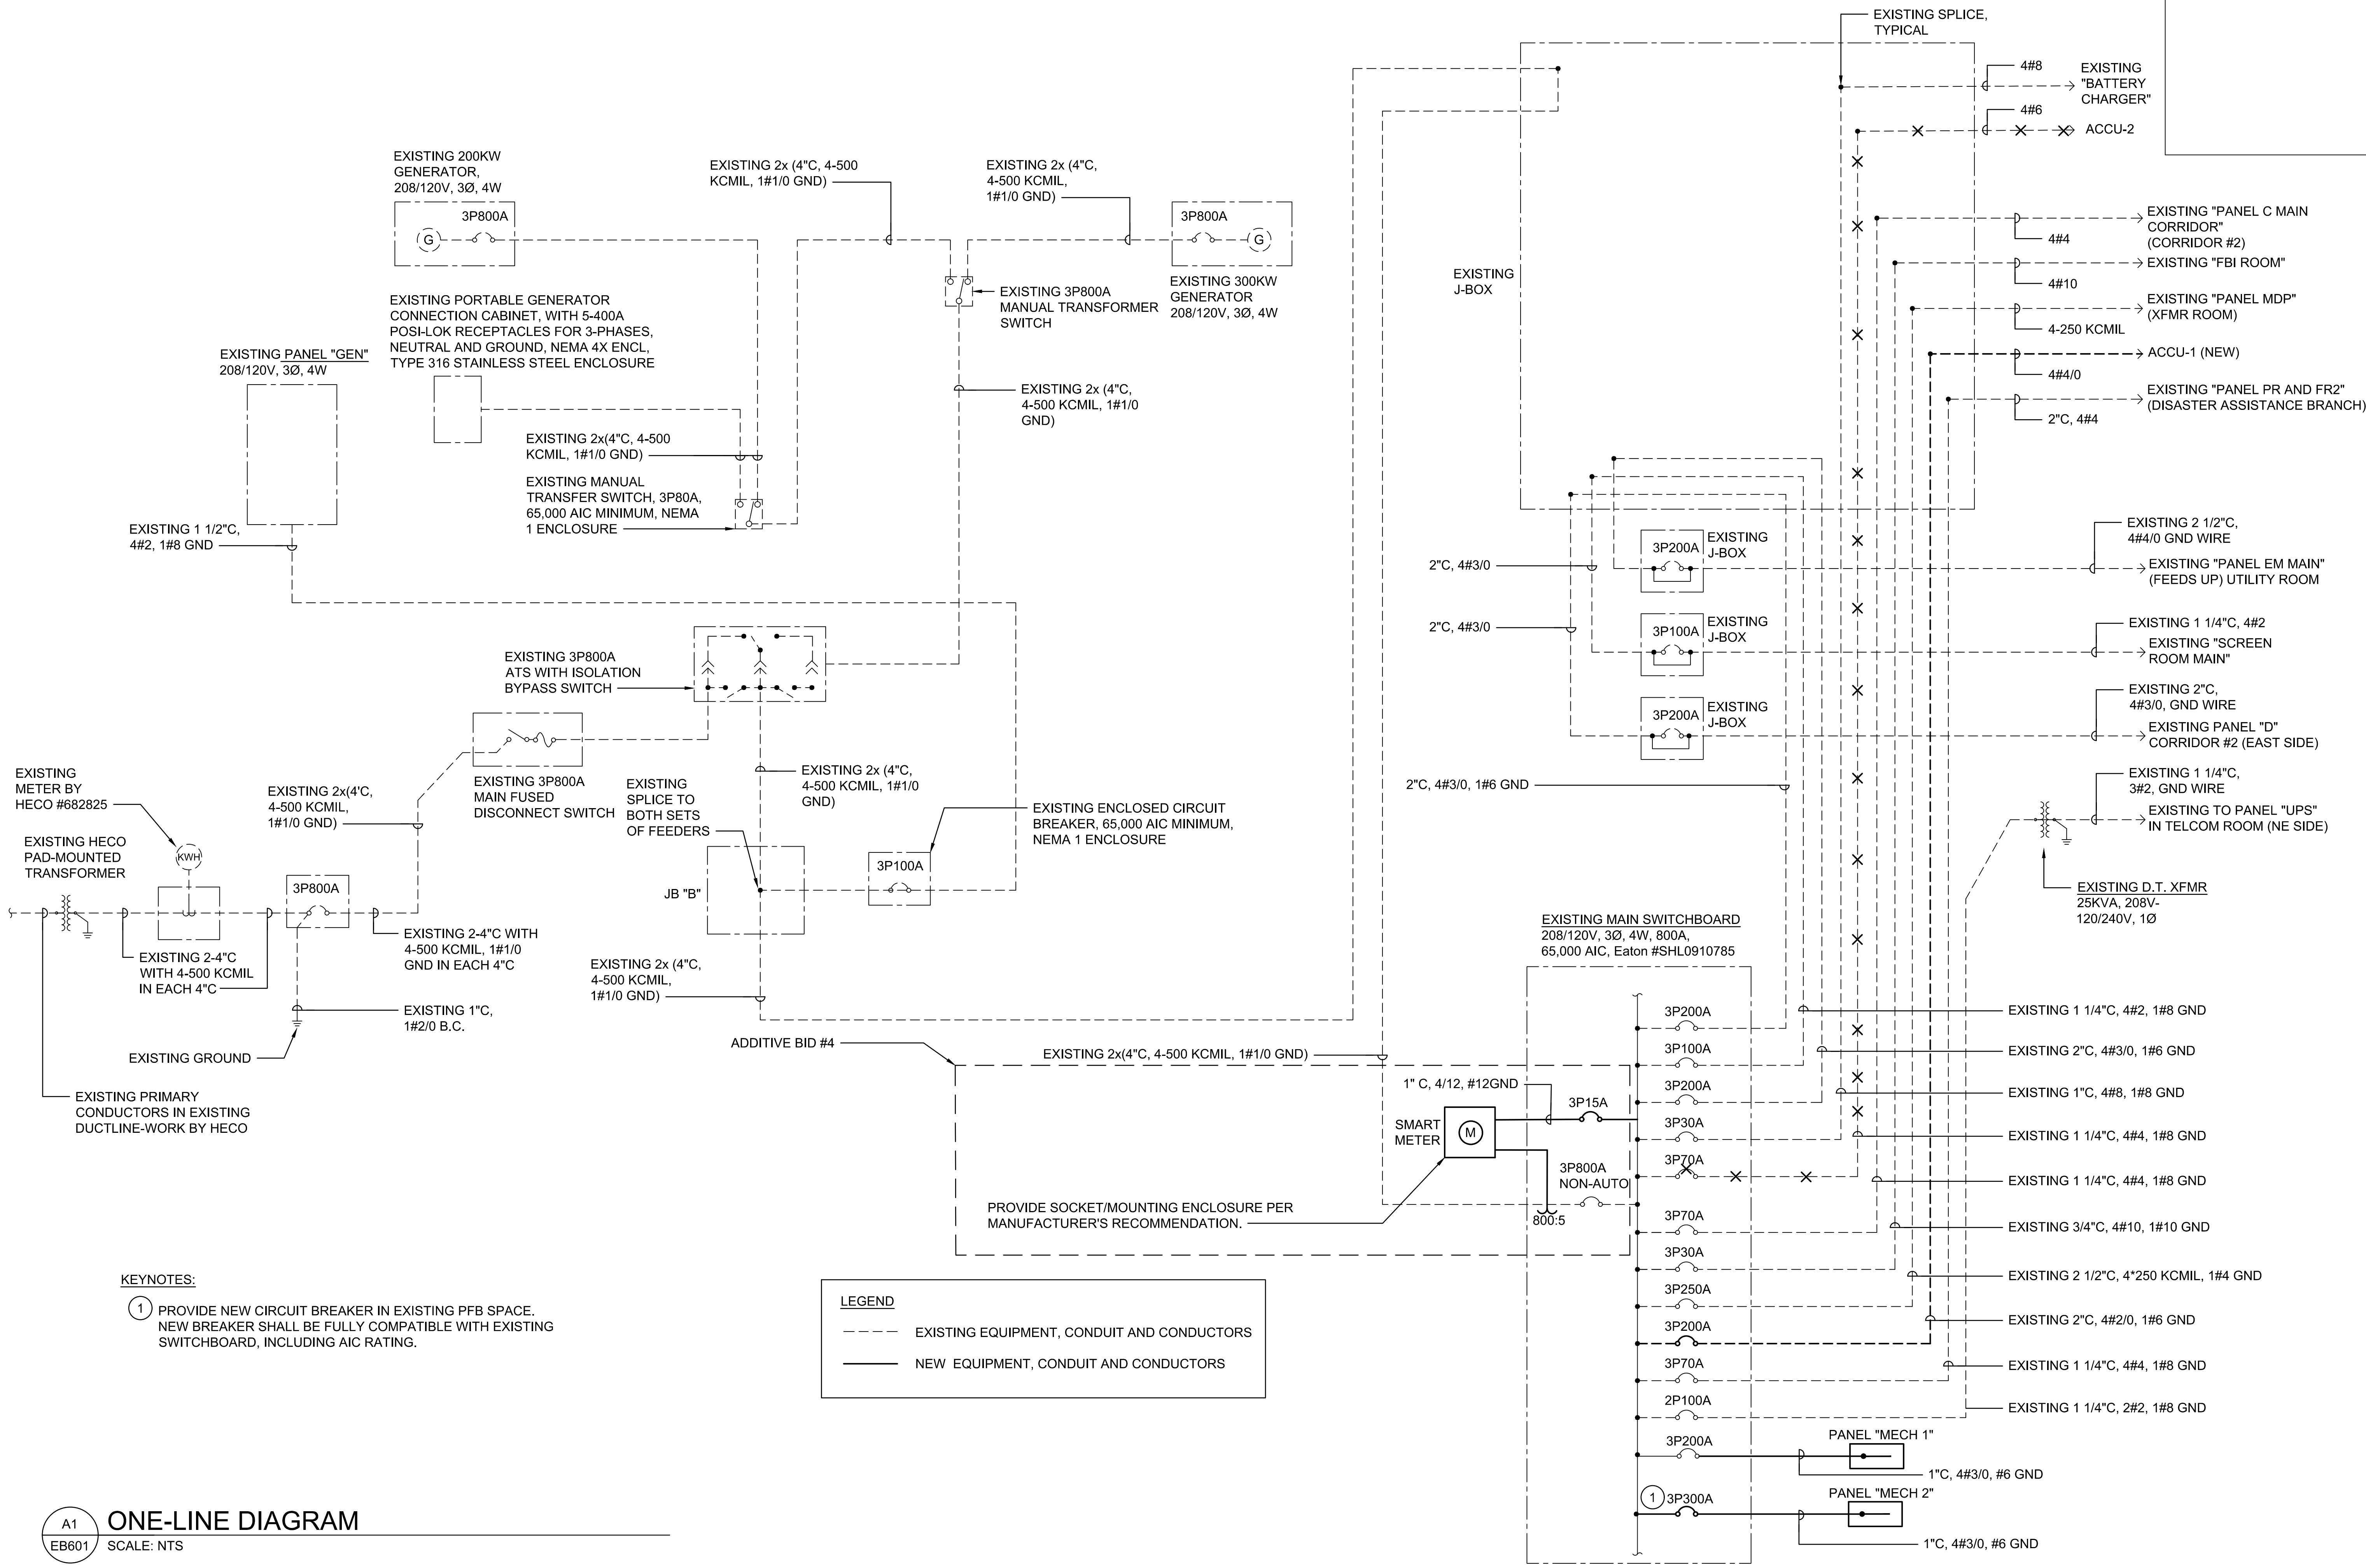 EXISTING SPLICE,
TYPICAL
4#8
EXISTING
"BATTERY
CHARGER"
4#6
ACCU-2
EXISTING 200KW
GENERATOR,
208/120V, 3Ø, 4W
3P800A
G
EXISTING 2x (4"C, 4-500
KCMIL, 1#1/0 GND)
EXISTING 2x (4"C,
4-500 KCMIL,
1#1/0 GND)
3P800A
G
EXISTING 300KW
GENERATOR
208/120V, 3Ø, 4W
EXISTING 3P800A
MANUAL TRANSFORMER
SWITCH
EXISTING PORTABLE GENERATOR
CONNECTION CABINET, WITH 5-400A
POSI-LOK RECEPTACLES FOR 3-PHASES,
NEUTRAL AND GROUND, NEMA 4X ENCL,
TYPE 316 STAINLESS STEEL ENCLOSURE
EXISTING PANEL "GEN"
208/120V, 3Ø, 4W
EXISTING 2x (4"C,
4-500 KCMIL, 1#1/0
GND)
EXISTING 2x(4"C, 4-500
KCMIL, 1#1/0 GND)
EXISTING MANUAL
TRANSFER SWITCH, 3P80A,
65,000 AIC MINIMUM, NEMA
1 ENCLOSURE
EXISTING 1 1/2"C,
4#2, 1#8 GND
EXISTING
J-BOX
EXISTING "PANEL C MAIN
CORRIDOR"
(CORRIDOR #2)
4#4
EXISTING "FBI ROOM"
4#10
EXISTING "PANEL MDP"
(XFMR ROOM)
4-250 KCMIL
ACCU-1 (NEW)
4#4/0
EXISTING "PANEL PR AND FR2"
(DISASTER ASSISTANCE BRANCH)
2"C, 4#4
2"C, 4#3/0
3P200A
EXISTING
J-BOX
EXISTING 2 1/2"C,
4#4/0 GND WIRE
EXISTING "PANEL EM MAIN"
(FEEDS UP) UTILITY ROOM
2"C, 4#3/0
3P100A
EXISTING
J-BOX
EXISTING 1 1/4"C, 4#2
EXISTING "SCREEN
ROOM MAIN"
3P200A
EXISTING
J-BOX
EXISTING 2"C,
4#3/0, GND WIRE
EXISTING PANEL "D"
CORRIDOR #2 (EAST SIDE)
2"C, 4#3/0, 1#6 GND
EXISTING 1 1/4"C,
3#2, GND WIRE
EXISTING TO PANEL "UPS"
IN TELCOM ROOM (NE SIDE)
EXISTING D.T. XFMR
25KVA, 208V-
120/240V, 1Ø
EXISTING 3P800A
ATS WITH ISOLATION
BYPASS SWITCH
EXISTING 3P800A
MAIN FUSED
DISCONNECT SWITCH
EXISTING
SPLICE TO
BOTH SETS
OF FEEDERS
EXISTING 2x (4"C,
4-500 KCMIL, 1#1/0
GND)
EXISTING ENCLOSED CIRCUIT
BREAKER, 65,000 AIC MINIMUM,
NEMA 1 ENCLOSURE
3P100A
JB "B"
EXISTING
METER BY
HECO #682825
EXISTING HECO
PAD-MOUNTED
TRANSFORMER
KWH
EXISTING 2x(4'C,
4-500 KCMIL,
1#1/0 GND)
3P800A
EXISTING 2-4"C
WITH 4-500 KCMIL
IN EACH 4"C
EXISTING 2-4"C WITH
4-500 KCMIL, 1#1/0
GND IN EACH 4"C
EXISTING 1"C,
1#2/0 B.C.
EXISTING GROUND
EXISTING PRIMARY
CONDUCTORS IN EXISTING
DUCTLINE-WORK BY HECO
EXISTING 2x (4"C,
4-500 KCMIL,
1#1/0 GND)
ADDITIVE BID #4
EXISTING 2x(4"C, 4-500 KCMIL, 1#1/0 GND)
1" C, 4/12, #12GND
SMART
METER
M
3P15A
3P800A
NON-AUTO
800:5
PROVIDE SOCKET/MOUNTING ENCLOSURE PER
MANUFACTURER'S RECOMMENDATION.
EXISTING MAIN SWITCHBOARD
208/120V, 3Ø, 4W, 800A,
65,000 AIC, Eaton #SHL0910785
3P200A
3P100A
3P200A
3P30A
3P70A
3P70A
3P30A
3P250A
3P200A
3P70A
2P100A
3P200A
1
3P300A
EXISTING 1 1/4"C, 4#2, 1#8 GND
EXISTING 2"C, 4#3/0, 1#6 GND
EXISTING 1"C, 4#8, 1#8 GND
EXISTING 1 1/4"C, 4#4, 1#8 GND
EXISTING 1 1/4"C, 4#4, 1#8 GND
EXISTING 3/4"C, 4#10, 1#10 GND
EXISTING 2 1/2"C, 4*250 KCMIL, 1#4 GND
EXISTING 2"C, 4#2/0, 1#6 GND
EXISTING 1 1/4"C, 4#4, 1#8 GND
EXISTING 1 1/4"C, 2#2, 1#8 GND
PANEL "MECH 1"
1"C, 4#3/0, #6 GND
PANEL "MECH 2"
1"C, 4#3/0, #6 GND
KEYNOTES:
1 PROVIDE NEW CIRCUIT BREAKER IN EXISTING PFB SPACE.
NEW BREAKER SHALL BE FULLY COMPATIBLE WITH EXISTING
SWITCHBOARD, INCLUDING AIC RATING.
LEGEND
EXISTING EQUIPMENT, CONDUIT AND CONDUCTORS
NEW EQUIPMENT, CONDUIT AND CONDUCTORS
A1
EB601
ONE-LINE DIAGRAM
SCALE: NTS